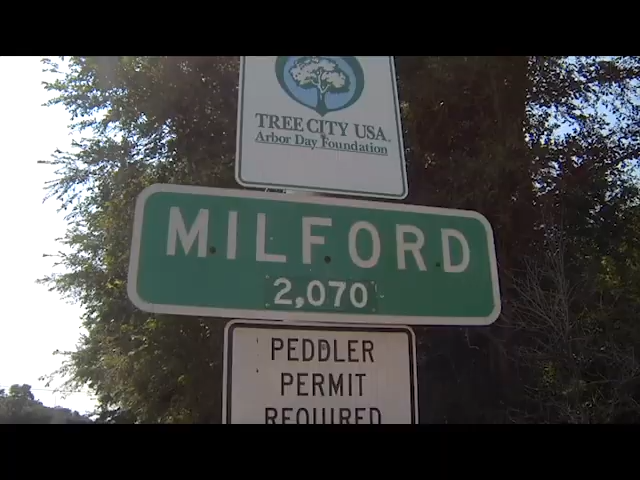 TREE CITY USA
Arbor Day Foundation
MILFORD
2,070
PEDDLER
PERMIT
REQUIRED